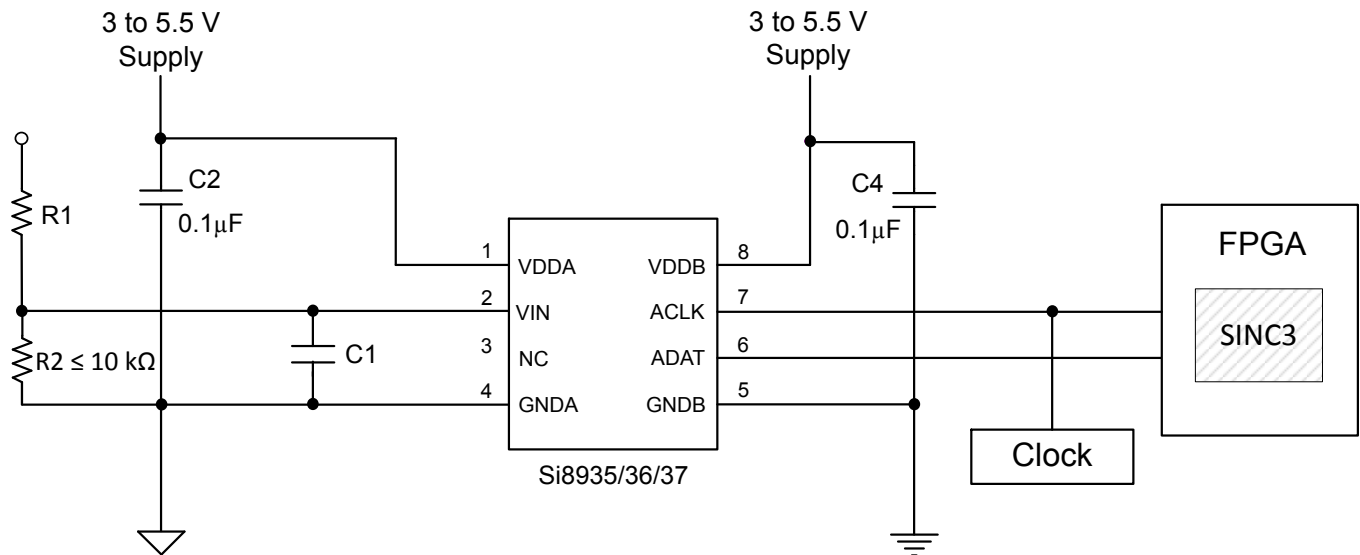 3 to 5.5 V
Supply
3 to 5.5 V
Supply
R1
C2
0.1μF
C4
0.1μF
FPGA
SINC3
1
VDDA
VDDB
8
2
VIN
ACLK
7
3
NC
ADAT
6
4
GNDA
GNDB
5
R2 ≤ 10 kΩ
C1
Clock
Si8935/36/37